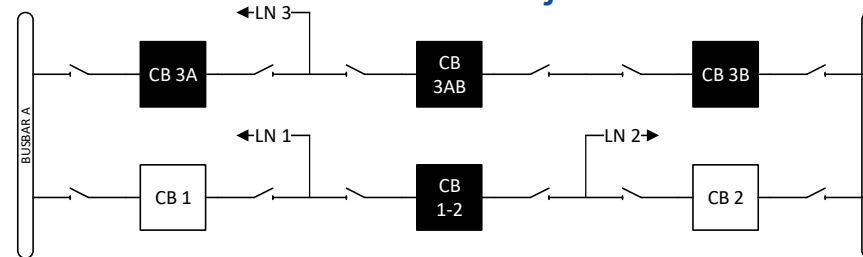 LN 3
CB 3A
CB
3AB
CB 3B
BUSBAR A
LN 1
LN 2
CB 1
CB
1-2
CB 2